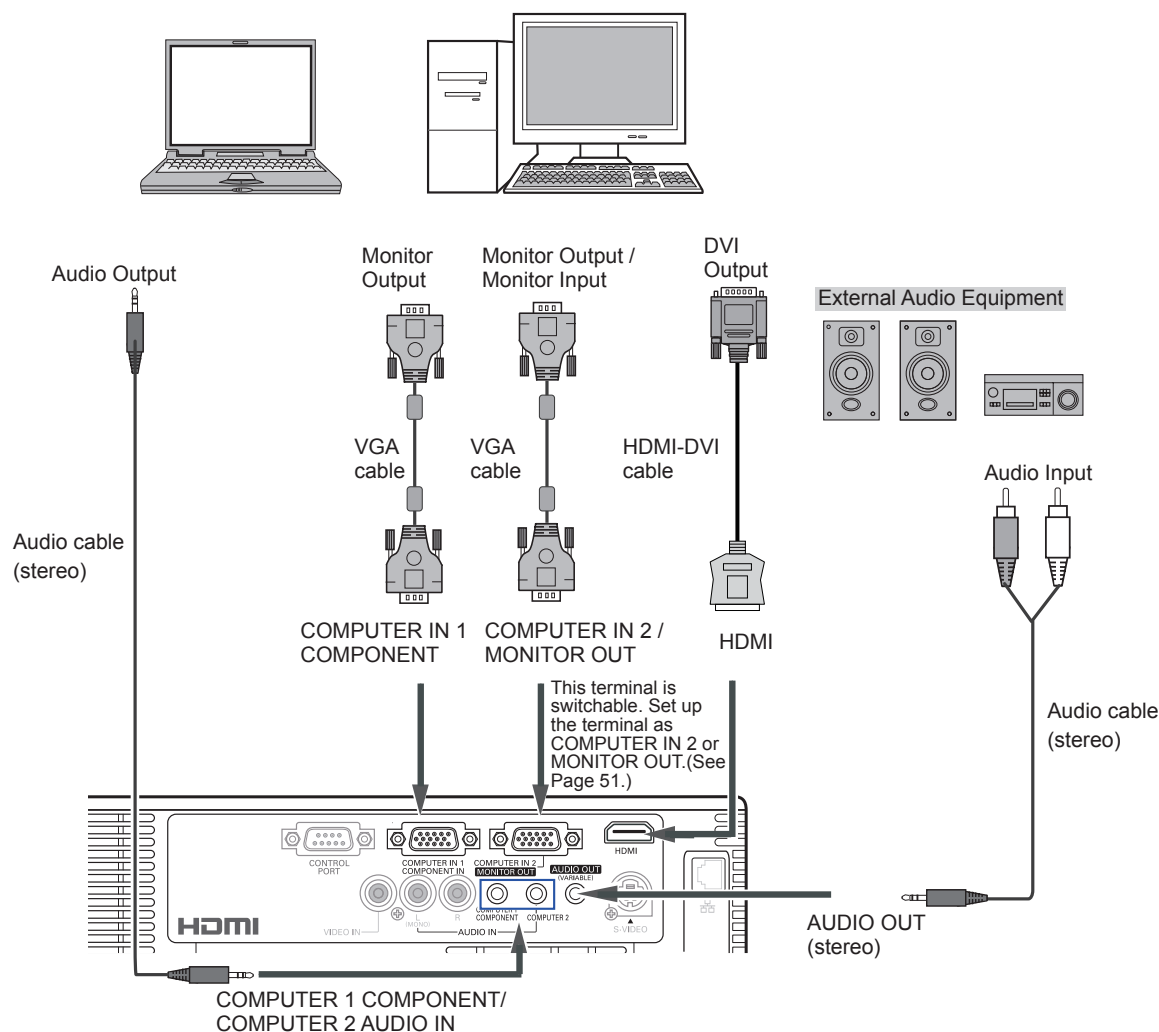 Audio Output
Monitor
Output
Monitor Output /
Monitor Input
DVI
Output
External Audio Equipment
VGA
cable
VGA
cable
HDMI-DVI
cable
Audio Input
Audio cable
(stereo)
COMPUTER IN 1
COMPONENT
COMPUTER IN 2 /
MONITOR OUT
HDMI
This terminal is
switchable. Set up
the terminal as
COMPUTER IN 2 or
MONITOR OUT.(See
Page 51.)
Audio cable
(stereo)
CONTROL
PORT
COMPUTER IN 1
COMPONENT IN
COMPUTER IN 2
MONITOR OUT
HDMI
AUDIO OUT
(VARIABLE)
HDMI
VIDEO IN
L
(MONO)
R
AUDIO IN
COMPUTER 1
COMPONENT
COMPUTER 2
S-VIDEO
AUDIO OUT
(stereo)
COMPUTER 1 COMPONENT/
COMPUTER 2 AUDIO IN